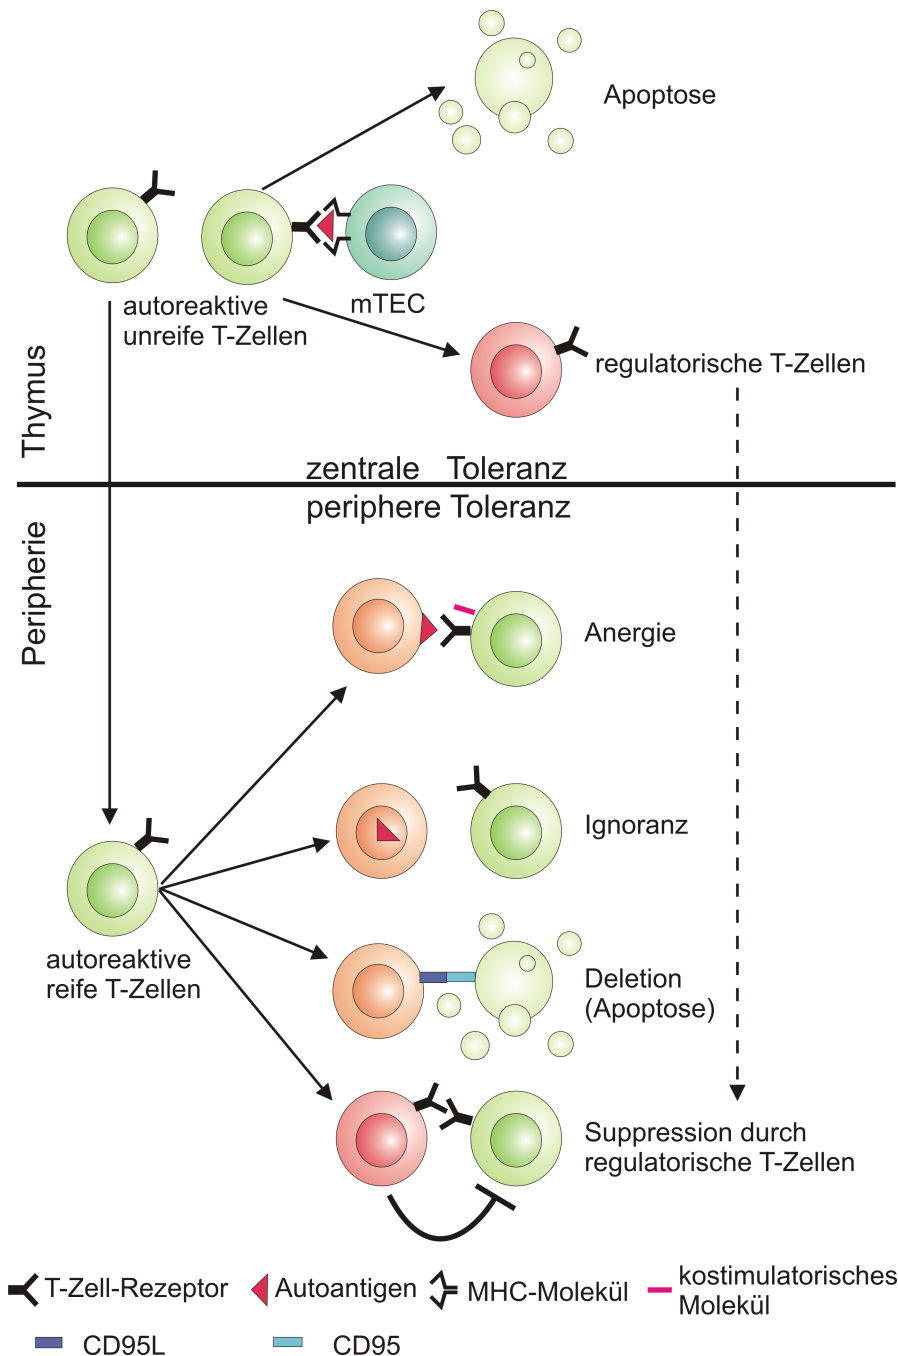 Apoptose
autoreaktive
unreife T-Zellen
mTEC
regulatorische T-Zellen
Thymus
zentrale Toleranz
periphere Toleranz
Peripherie
Anergie
Ignoranz
autoreaktive
reife T-Zellen
Deletion
(Apoptose)
Suppression durch
regulatorische T-Zellen
T-Zell-Rezeptor
Autoantigen
MHC-Molekül
kostimulatorisches
Molekül
CD95L
CD95